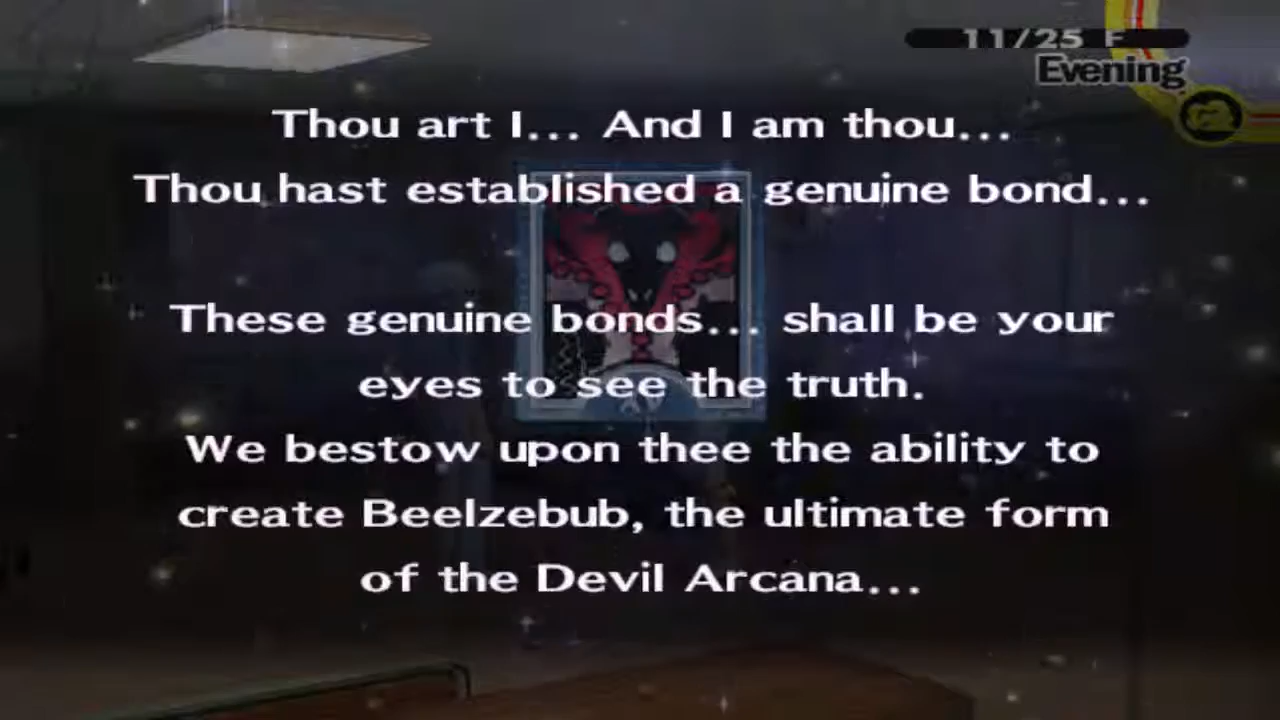 11/25 F
Evening
Thou art I... And I am thou...
Thou hast established a genuine bond...
These genuine bonds... shall be your
eyes to see the truth.
We bestow upon thee the ability to
create Beelzebub, the ultimate form
of the Devil Arcana...